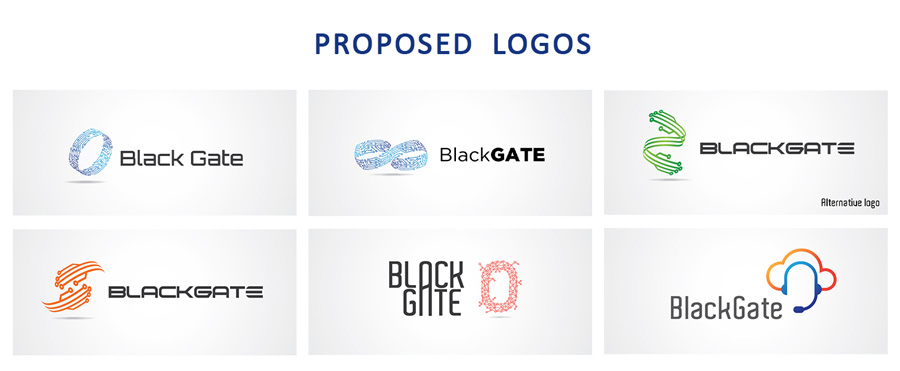 PROPOSED LOGOS
Black Gate
BlackGATE
BLACKGATE
Alternative logo
BLACKGATE
BLACK
GATE
BlackGate